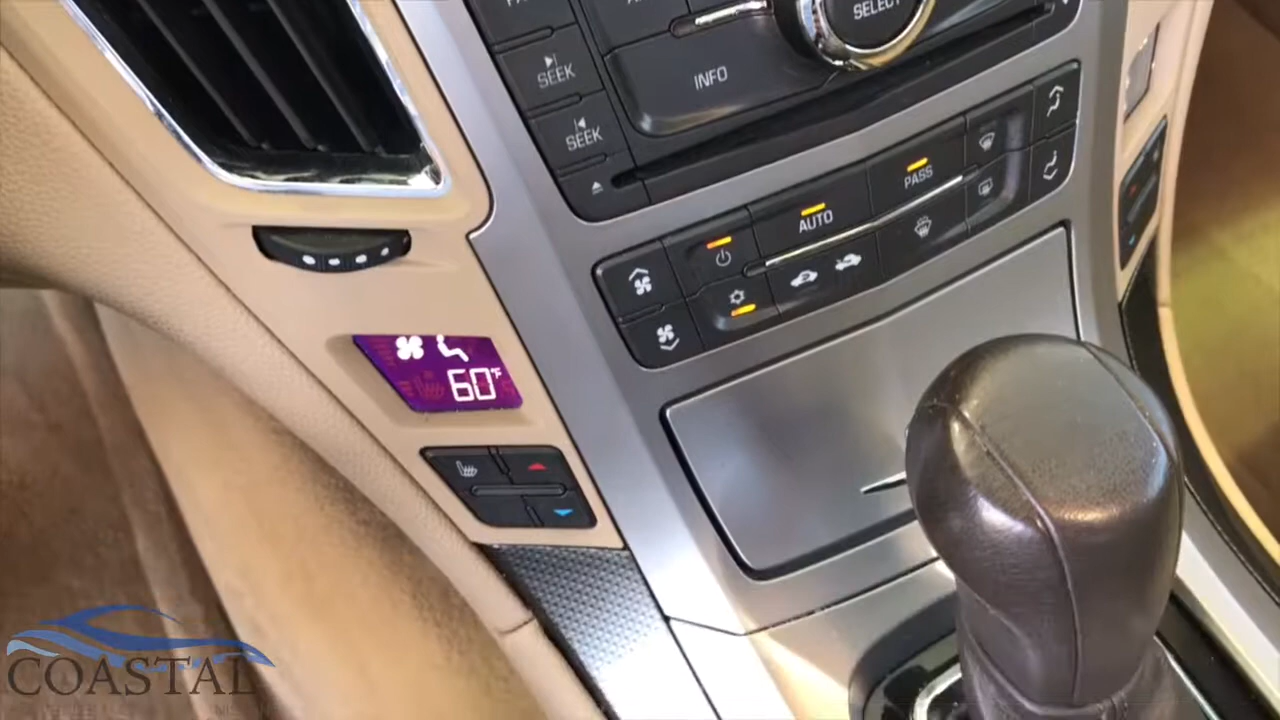 SELECT
SEEK
INFO
SEEK
PASS
AUTO
60°F
COASTAL